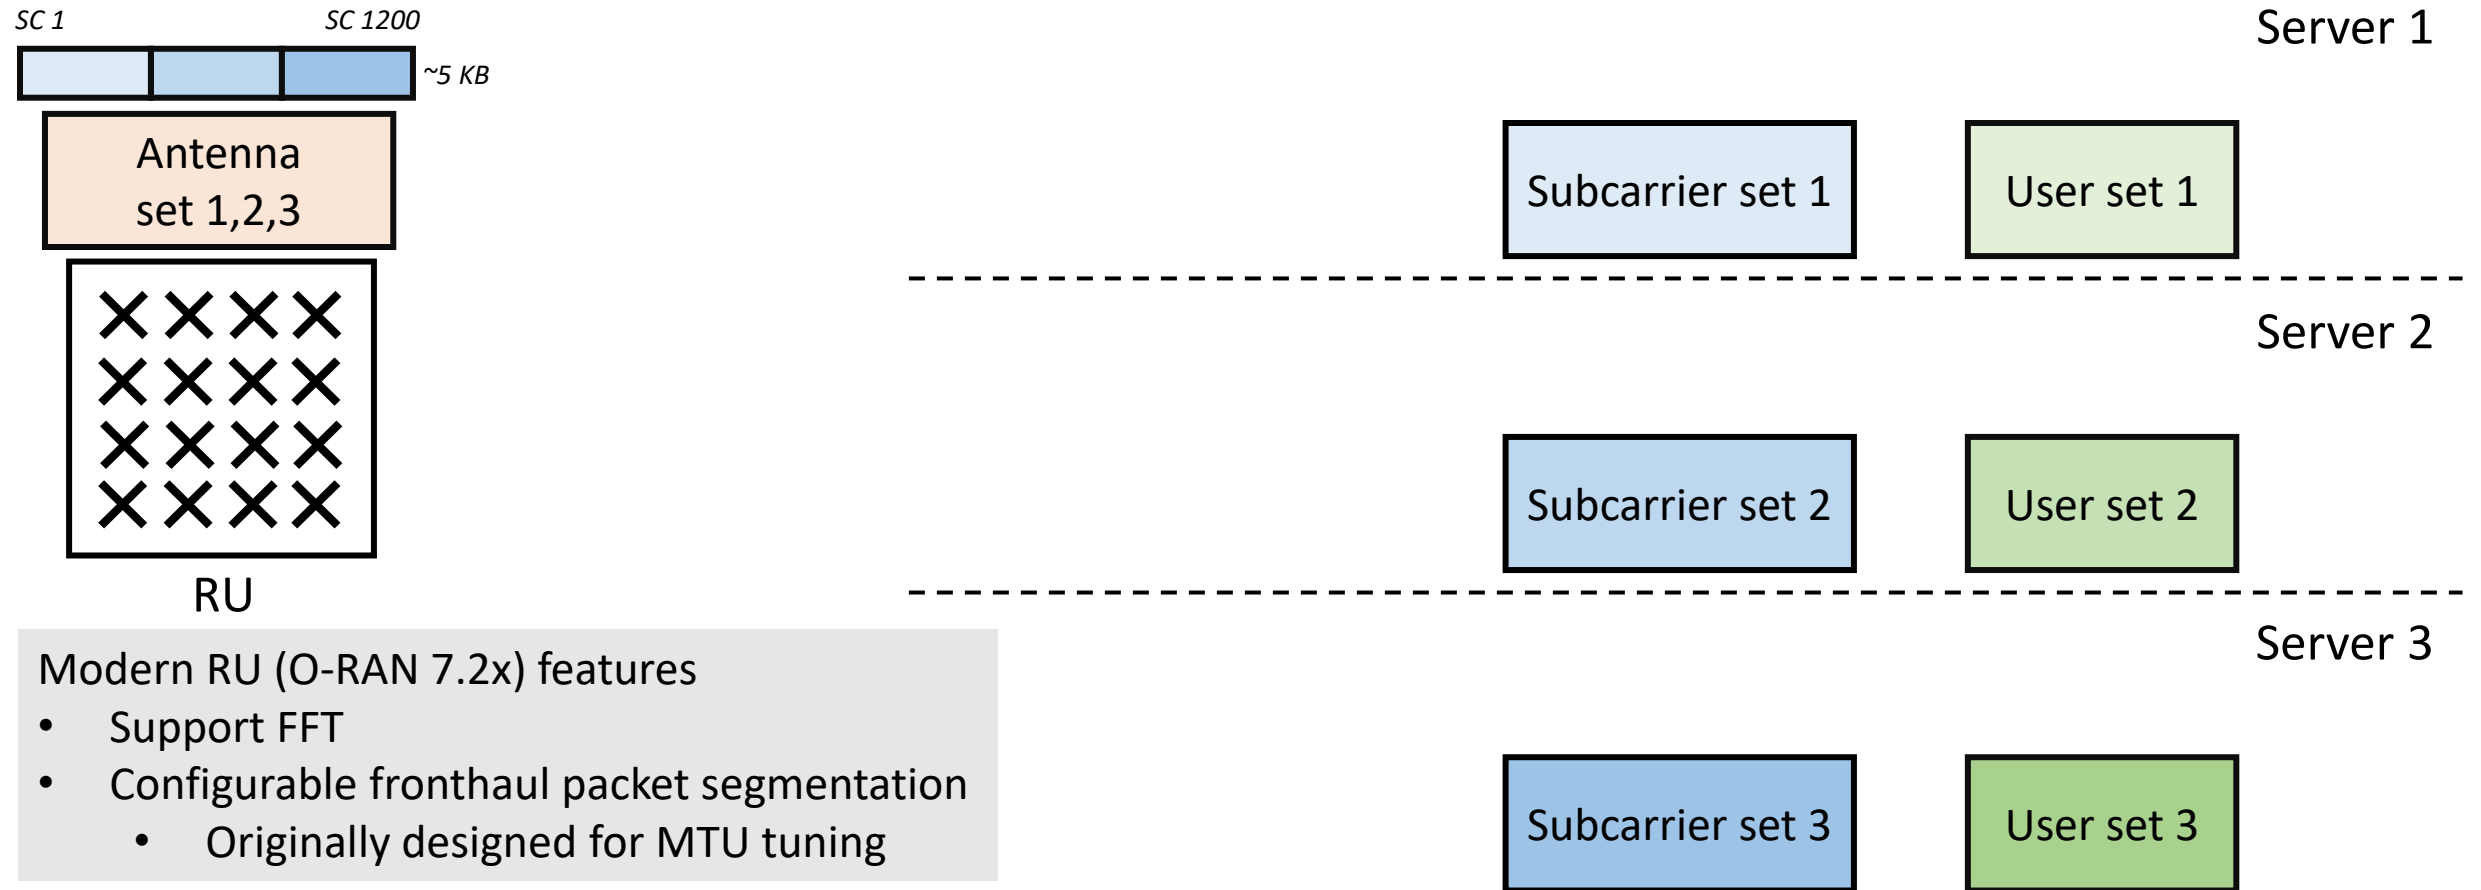 SC 1
SC 1200
~5 KB
Antenna
set 1,2,3
RU
Modern RU (O-RAN 7.2x) features
• Support FFT
• Configurable fronthaul packet segmentation
• Originally designed for MTU tuning
Server 1
Subcarrier set 1
User set 1
Server 2
Subcarrier set 2
User set 2
Server 3
Subcarrier set 3
User set 3